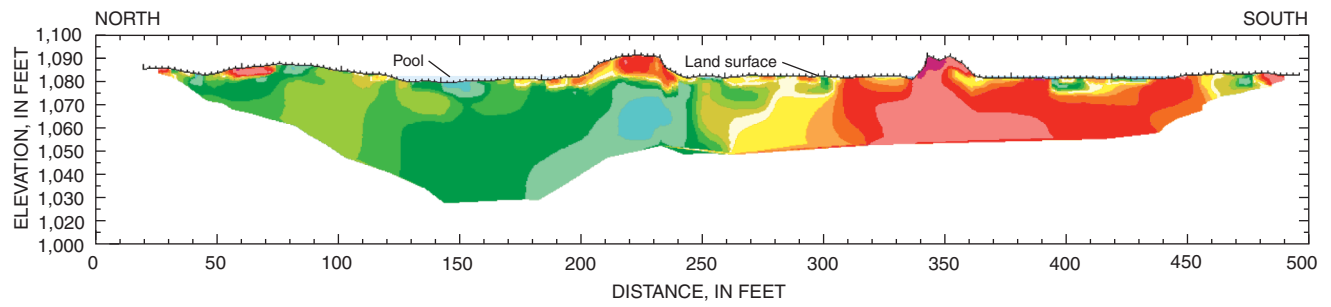 NORTH
SOUTH
1,100
1,090
1,080
1,070
1,060
1,050
1,040
1,030
1,020
1,010
1,000
ELEVATION, IN FEET
Pool
Land surface
0 50 100 150 200 250 300 350 400 450 500
DISTANCE, IN FEET